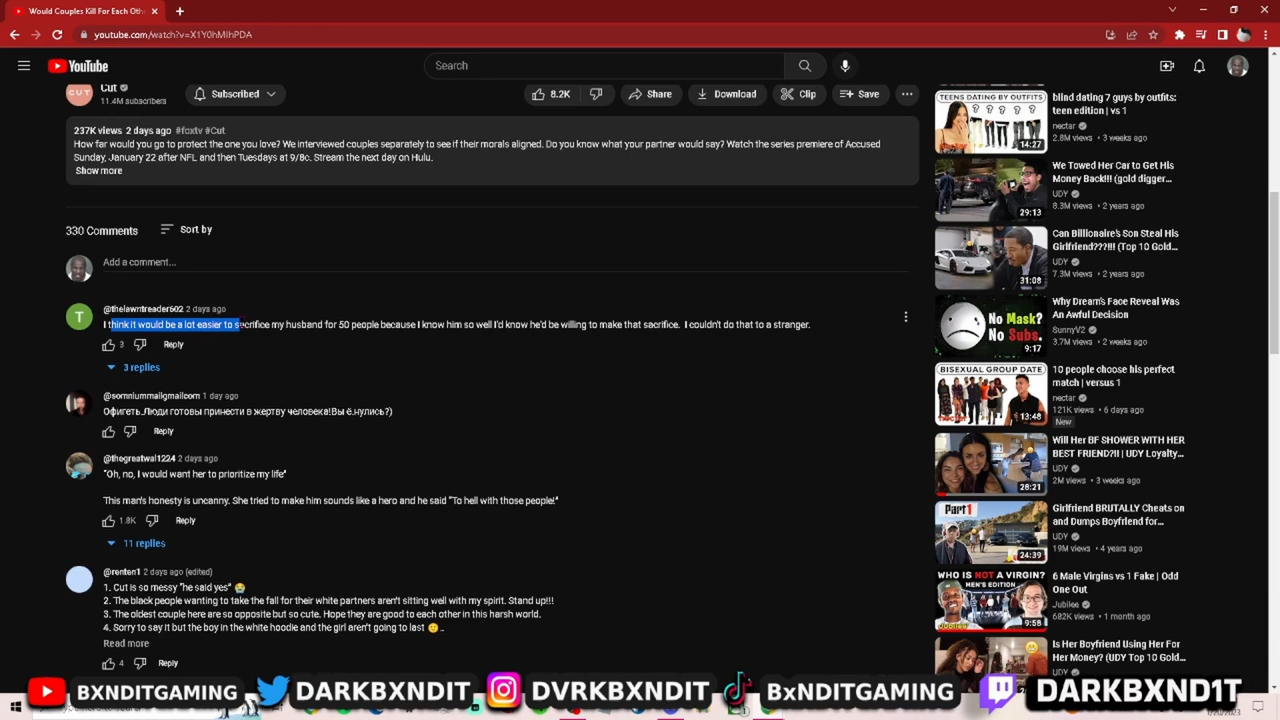 Would Couples Kill For Each Oth
youtube.com/watch?v=X1Y0hMIhPDA
YouTube
Search
Cut
11.4M subscribers
Subscribed
8.2K
Share
Download
Clip
Save
237K views 2 days ago #foxtv #Cut
How far would you go to protect the one you love? We interviewed couples separately to see if their morals aligned. Do you know what your partner would say? Watch the series premiere of Accused
Sunday, January 22 after NFL and then Tuesdays at 9/8c. Stream the next day on Hulu.
Show more
330 Comments
Sort by
Add a comment...
T
@thelawntreader602 2 days ago
I think it would be a lot easier to secrifice my husband for 50 people because I know him so well I'd know he'd be willing to make that sacrifice. I couldn't do that to a stranger.
3
Reply
3 replies
@somniummailgmailcom 1 day ago
Офигеть.Люди готовы принести в жертву человека!Вы ё.нулись?)
Reply
@thegreatwal1224 2 days ago
"Oh, no, I would want her to prioritize my life"
This man's honesty is uncanny. She tried to make him sounds like a hero and he said "To hell with those people!"
1.8K
Reply
11 replies
@renten1 2 days ago (edited)
1. Cut is so messy "he said yes" 😭
2. The black people wanting to take the fall for their white partners aren't sitting well with my spirit. Stand up!!!
3. The oldest couple here are so opposite but so cute. Hope they are good to each other in this harsh world.
4. Sorry to say it but the boy in the white hoodie and the girl aren't going to last
Read more
4
Reply
TEENS DATING BY OUTFITS
14:27
blind dating 7 guys by outfits:
teen edition | vs 1
nectar
2.8M views • 3 weeks ago
29:13
We Towed Her Car to Get His
Money Back!!! (gold digger...
UDY
8.3M views • 2 years ago
31:08
Can Billionaire's Son Steal His
Girlfriend???!!! (Top 10 Gold...
UDY
7.3M views • 2 years ago
No Mask?
No Subs.
9:17
Why Dream's Face Reveal Was
An Awful Decision
SunnyV2
3.7M views • 2 weeks ago
BISEXUAL GROUP DATE
13:48
10 people choose his perfect
match | versus 1
nectar
121K views • 6 days ago
New
28:21
Will Her BF SHOWER WITH HER
BEST FRIEND?!! | UDY Loyalty...
UDY
2M views • 3 weeks ago
Part1
24:39
Girlfriend BRUTALLY Cheats on
and Dumps Boyfriend for...
UDY
19M views • 4 years ago
WHO IS NOT A VIRGIN?
MEN'S EDITION
9:58
6 Male Virgins vs 1 Fake | Odd
One Out
Jubilee
682K views • 1 month ago
Is Her Boyfriend Using Her For
Her Money? (UDY Top 10 Gold...
UDY
BXNDITGAMING
DARKBXNDIT
DVRKBXNDIT
BxNDITGAMING
DARKBXND1T